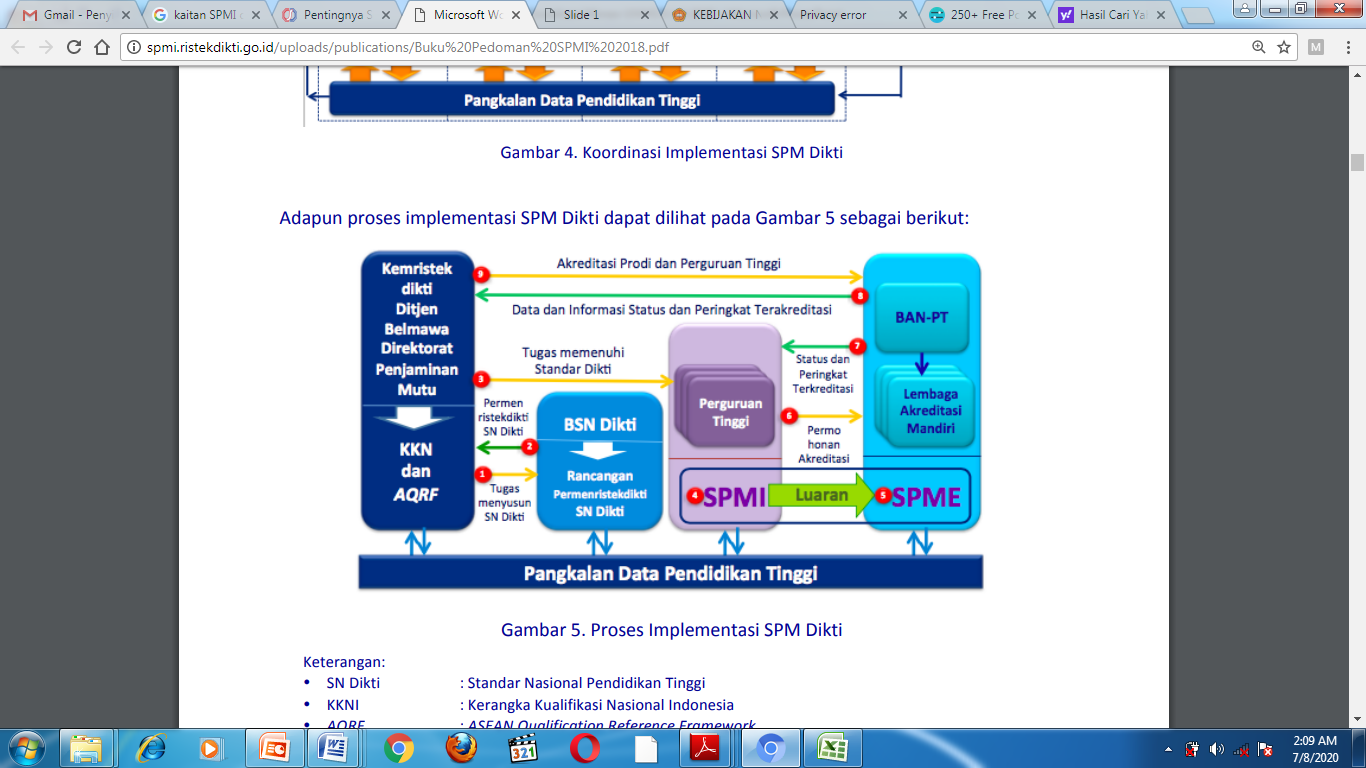 Gmail - Peny
kaitan SPMI
Pentingnya S
Microsoft Wo
Slide 1
KEBIJAKAN
Privacy error
250+ Free Po
Hasil Cari Ya
spmi.ristekdikti.go.id/uploads/publications/Buku%20Pedoman%20SPMI%202018.pdf
M
Pangkalan Data Pendidikan Tinggi
Gambar 4. Koordinasi Implementasi SPM Dikti
Adapun proses implementasi SPM Dikti dapat dilihat pada Gambar 5 sebagai berikut:
Kemristek
dikti
Ditjen
Belmawa
Direktorat
Penjaminan
Mutu
KKN
dan
AQRF
9
Akreditasi Prodi dan Perguruan Tinggi
8
Data dan Informasi Status dan Peringkat Terakreditasi
Tugas memenuhi
Standar Dikti
3
Permen
ristekdikti
SN Dikti
2
1
Tugas
menyusun
SN Dikti
BSN Dikti
Rancangan
Permenristekdikti
SN Dikti
Perguruan
Tinggi
7
Status dan
Peringkat
Terkreditasi
6
Permo
honan
Akreditasi
BAN-PT
Lembaga
Akreditasi
Mandiri
4 SPMI
Luaran
5 SPME
Pangkalan Data Pendidikan Tinggi
Gambar 5. Proses Implementasi SPM Dikti
Keterangan:
• SN Dikti : Standar Nasional Pendidikan Tinggi
• KKNI : Kerangka Kualifikasi Nasional Indonesia
• AQRF : ASEAN Qualification Reference Framework
321
2:09 AM
7/8/2020